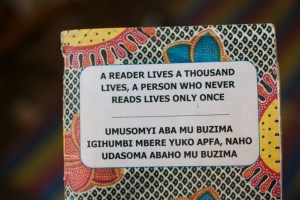 A READER LIVES A THOUSAND
LIVES, A PERSON WHO NEVER
READS LIVES ONLY ONCE
UMUSOMYI ABA MU BUZIMA
IGIHUMBI MBERE YUKO APFA, NAHO
UDASOMA ABAHO MU BUZIMA